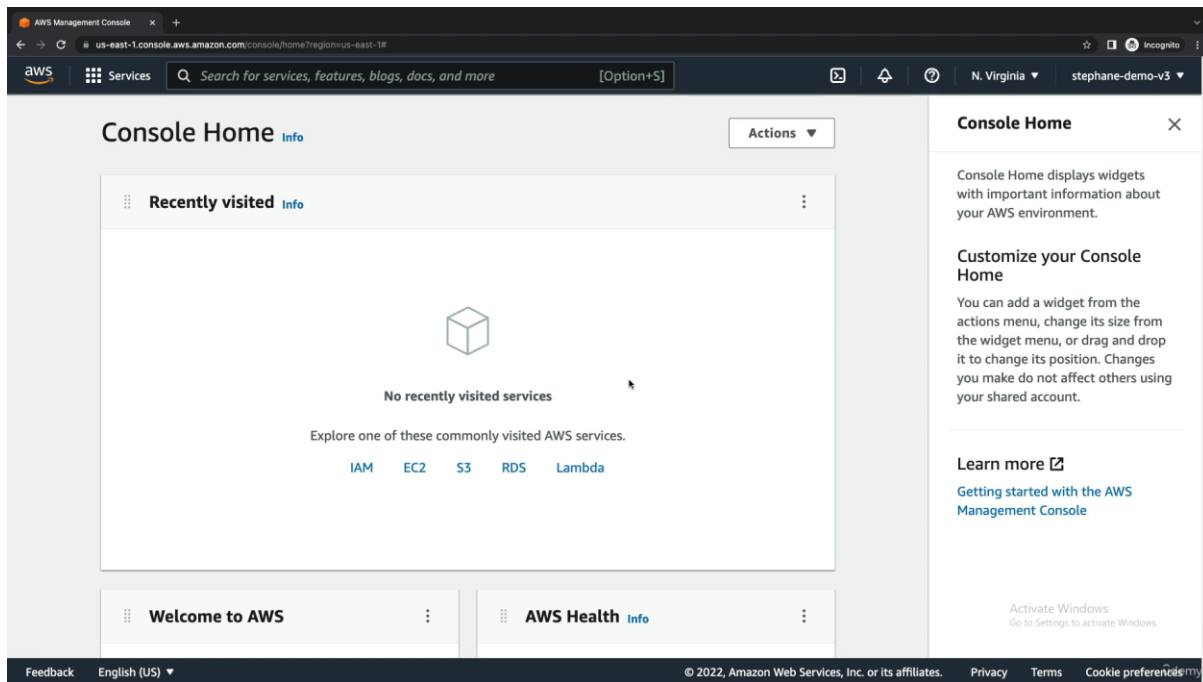 AWS Management Console
us-east-1.console.aws.amazon.com/console/home?region=us-east-1#
Incognito
aws
Services
Search for services, features, blogs, docs, and more [Option+S]
N. Virginia
stephane-demo-v3
Console Home Info
Actions
Recently visited Info
No recently visited services
Explore one of these commonly visited AWS services.
IAM EC2 S3 RDS Lambda
Welcome to AWS
AWS Health Info
Console Home
Console Home displays widgets
with important information about
your AWS environment.
Customize your Console
Home
You can add a widget from the
actions menu, change its size from
the widget menu, or drag and drop
it to change its position. Changes
you make do not affect others using
your shared account.
Learn more
Getting started with the AWS
Management Console
Activate Windows
Go to Settings to activate Windows.
Feedback English (US) © 2022, Amazon Web Services, Inc. or its affiliates. Privacy Terms Cookie preferences
Udemy